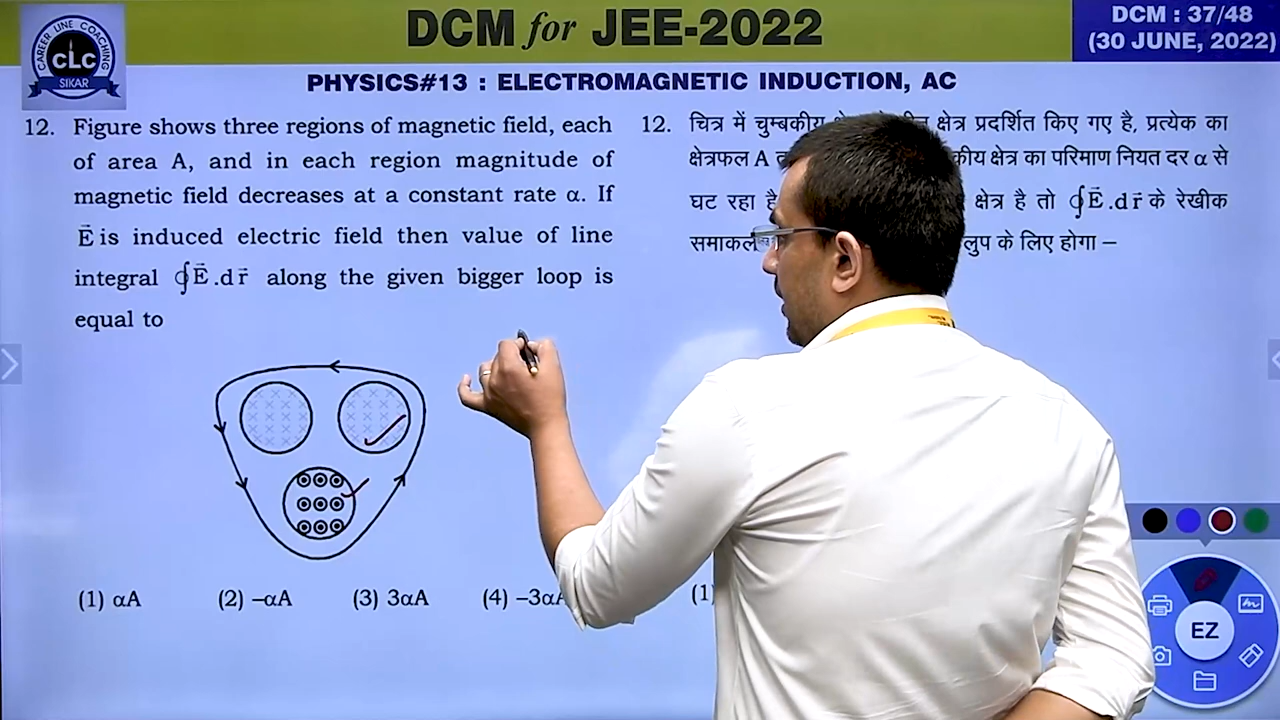 DCM for JEE-2022
DCM : 37/48
(30 JUNE, 2022)
CAREER LINE COACHING
CLC
SIKAR
PHYSICS#13 : ELECTROMAGNETIC INDUCTION, AC
12. Figure shows three regions of magnetic field, each
of area A, and in each region magnitude of
magnetic field decreases at a constant rate α. If
E⃗ is induced electric field then value of line
integral ∮E⃗.dr⃗ along the given bigger loop is
equal to
(1) αA (2) –αA (3) 3αA (4) –3αA
12. चित्र में चुम्बकीय क्षेत्र प्रदर्शित किए गए है, प्रत्येक का
क्षेत्रफल A क्षेत्र का परिमाण नियत दर α से
घट रहा क्षेत्र है तो ∮E⃗.dr⃗ के रेखीक
समाकल लुप के लिए होगा –
(1)
EZ